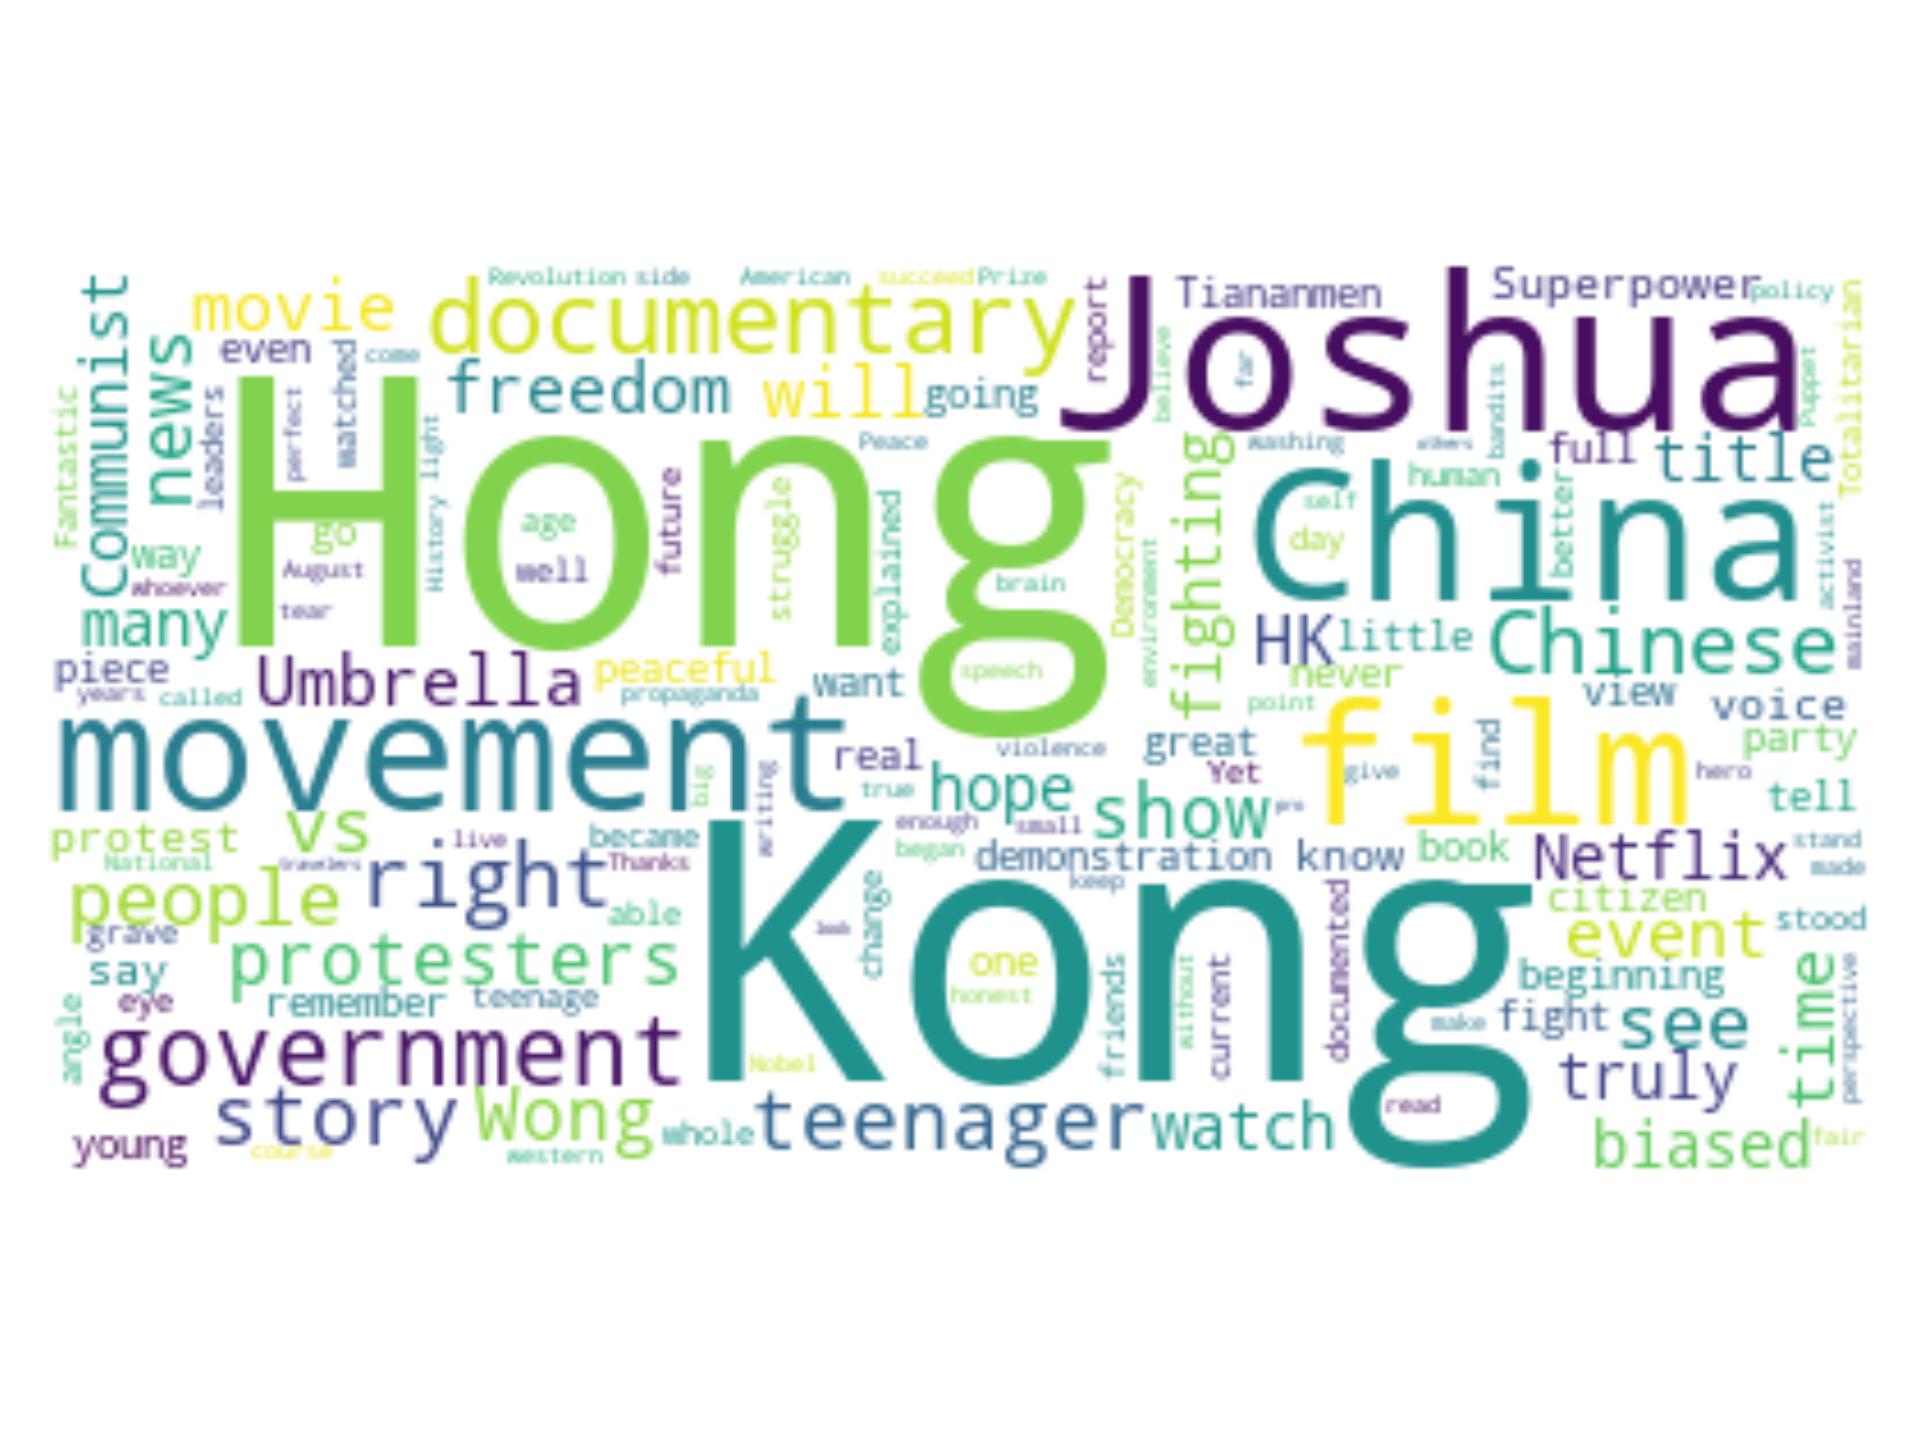 Revolution side American succeed Prize
Communist
movie
documentary
report
Joshua
Tiananmen
Superpower
policy
Totalitarian
news
even
watched
come
freedom
will
going
believe
far
bandits
Puppet
Fantastic
leaders
perfect
light
History
Hong
Peace
washing
others
full
title
fighting
human
China
self
day
better
activist
mainland
way
whoever
many
go
August
tear
age
well
future
struggle
explained
brain
Democracy
environment
HK
little
Chinese
piece
years
called
Umbrella
peaceful
propaganda
want
speech
never
point
view
voice
party
movement
big
writing
real
true
violence
hope
great
Yet
show
pro
film
give
find
hero
tell
protest
National
vs
travelers
live
right
became
Thanks
enough
began
small
demonstration
know
keep
book
Netflix
stand
made
people
grave
able
Kong
look
change
citizen
event
stood
say
protesters
one
honest
friends
without
current
documented
make
beginning
fight
see
time
perspective
angle
eye
remember
teenage
government
Nobel
truly
young
story
course
Wong
western
whole
teenager
watch
read
biased
fair